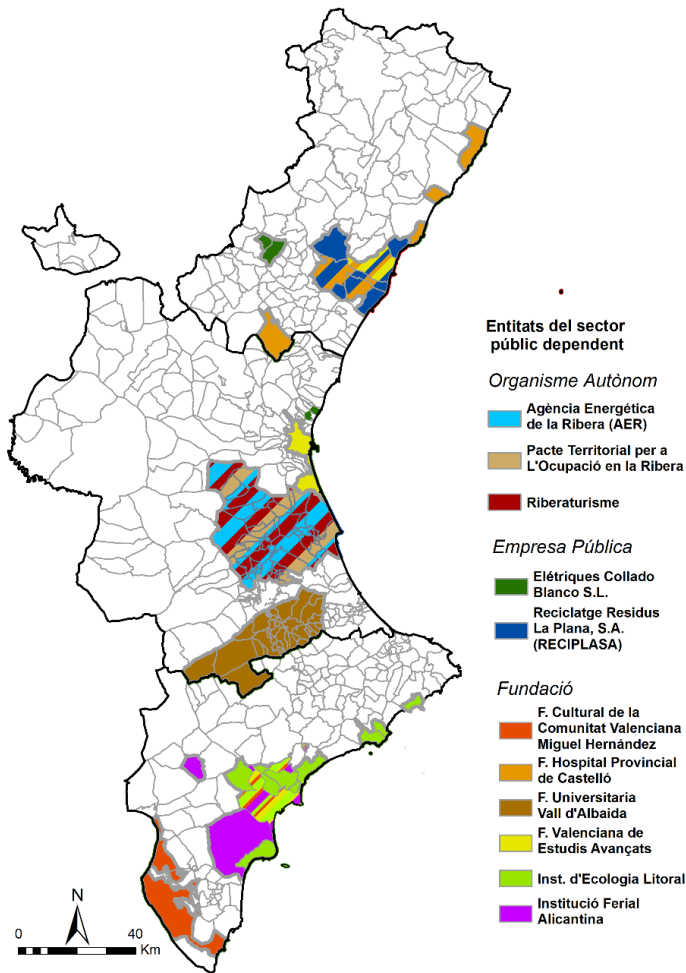 Entitats del sector
públic dependent
Organisme Autònom
Agència Energética
de la Ribera (AER)
Pacte Territorial per a
L'Ocupació en la Ribera
Riberaturisme
Empresa Pública
Elétriques Collado
Blanco S.L.
Reciclatge Residus
La Plana, S.A.
(RECIPLASA)
Fundació
F. Cultural de la
Comunitat Valenciana
Miguel Hernández
F. Hospital Provincial
de Castelló
F. Universitaria
Vall d'Albaida
F. Valenciana de
Estudis Avançats
Inst. d'Ecologia Litoral
Institució Ferial
Alicantina
N
0 40
Km